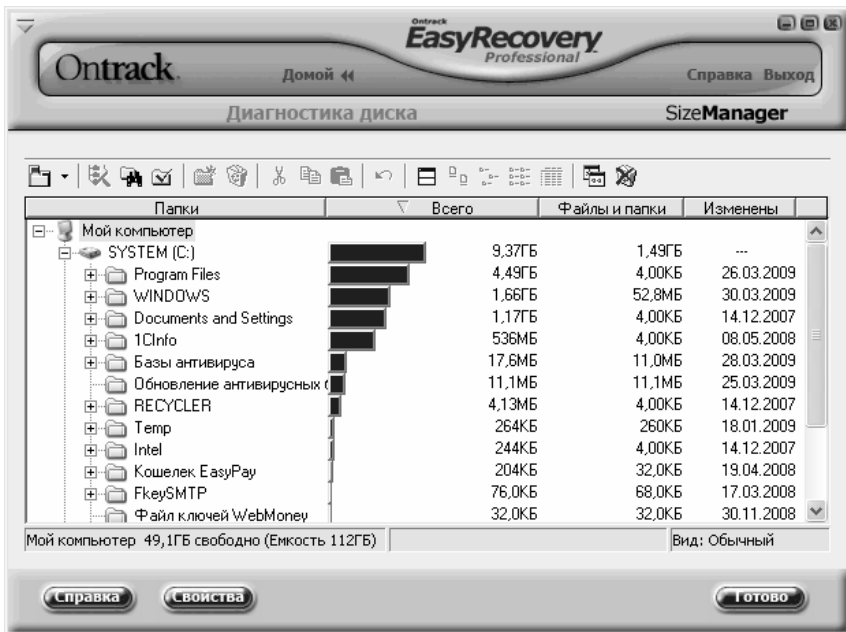 Ontrack
EasyRecovery
Professional
Ontrack
Домой
Справка Выход
Диагностика диска
SizeManager
Папки Всего Файлы и папки Изменены
Мой компьютер
SYSTEM (C:) 9,37ГБ 1,49ГБ ---
Program Files 4,49ГБ 4,00КБ 26.03.2009
WINDOWS 1,66ГБ 52,8МБ 30.03.2009
Documents and Settings 1,17ГБ 4,00КБ 14.12.2007
1CInfo 536МБ 4,00КБ 08.05.2008
Базы антивируса 17,6МБ 11,0МБ 28.03.2009
Обновление антивирусных 11,1МБ 11,1МБ 25.03.2009
RECYCLER 4,13МБ 4,00КБ 14.12.2007
Temp 264КБ 260КБ 18.01.2009
Intel 244КБ 4,00КБ 14.12.2007
Кошелек EasyPay 204КБ 32,0КБ 19.04.2008
FkeySMTP 76,0КБ 68,0КБ 17.03.2008
Файл ключей WebMoney 32,0КБ 32,0КБ 30.11.2008
Мой компьютер 49,1ГБ свободно (Емкость 112ГБ) Вид: Обычный
Справка Свойства Готово